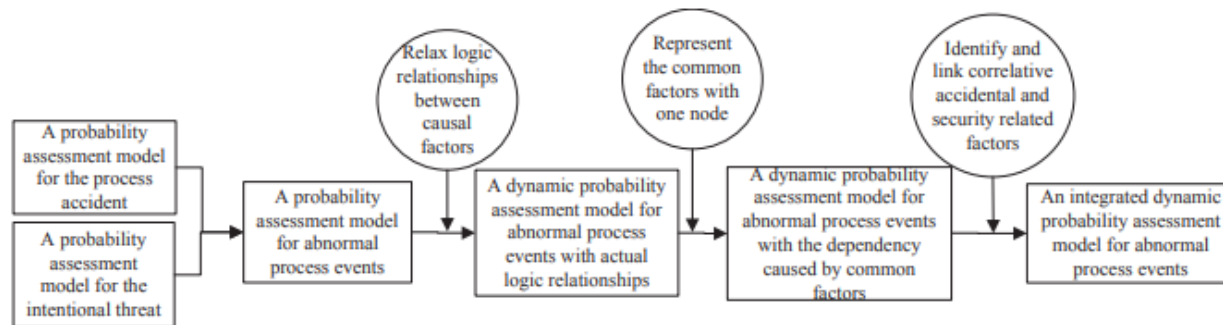 A probability
assessment model
for the process
accident
A probability
assessment
model for the
intentional threat
A probability
assessment model
for abnormal
process events
Relax logic
relationships
between
causal
factors
A dynamic probability
assessment model for
abnormal process
events with actual
logic relationships
Represent
the common
factors with
one node
A dynamic probability
assessment model for
abnormal process events
with the dependency
caused by common
factors
Identify and
link correlative
accidental and
security related
factors
An integrated dynamic
probability assessment
model for abnormal
process events